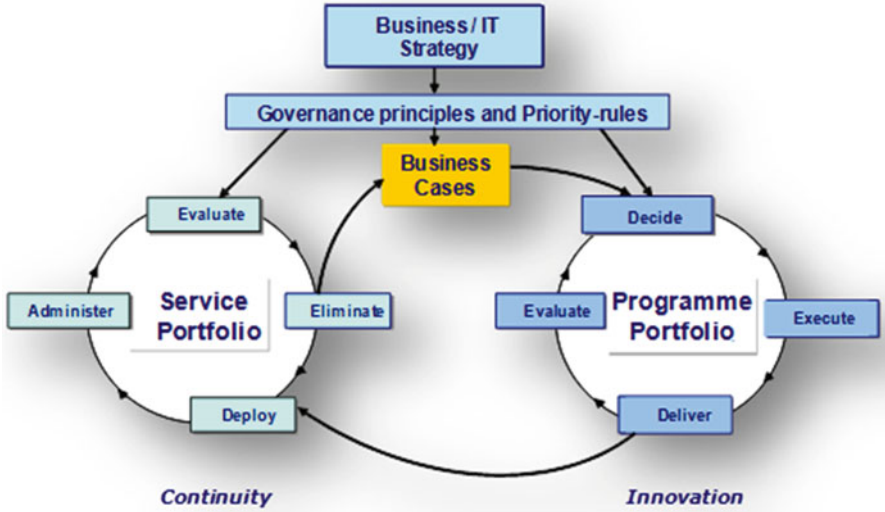 Business / IT
Strategy
Governance principles and Priority-rules
Business
Cases
Evaluate
Decide
Administer
Service
Portfolio
Eliminate
Evaluate
Programme
Portfolio
Execute
Deploy
Deliver
Continuity
Innovation